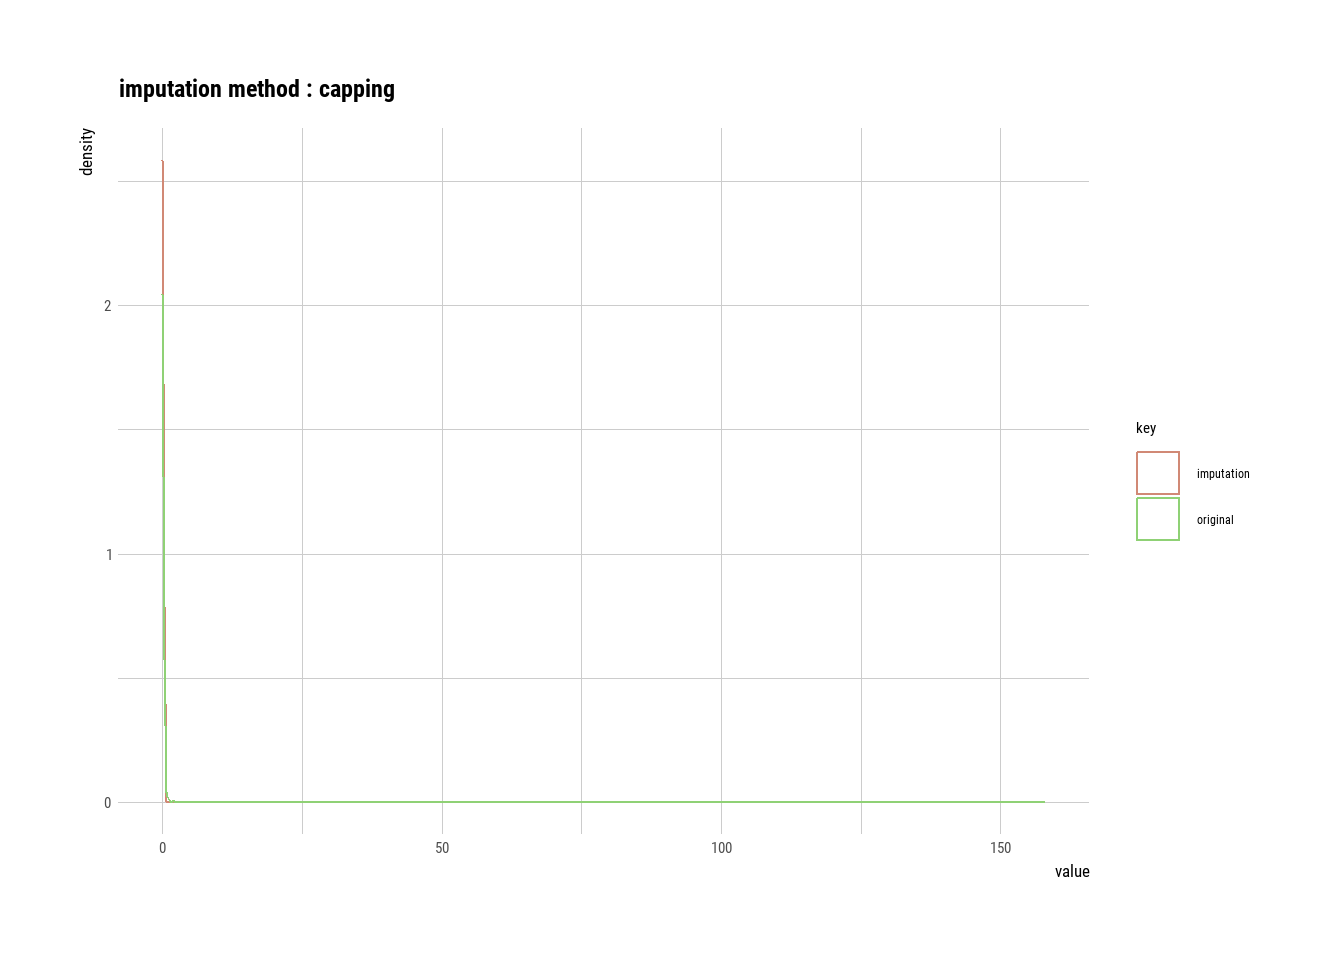 imputation method : capping
density
2
1
0
0 50 100 150
value
key
imputation
original